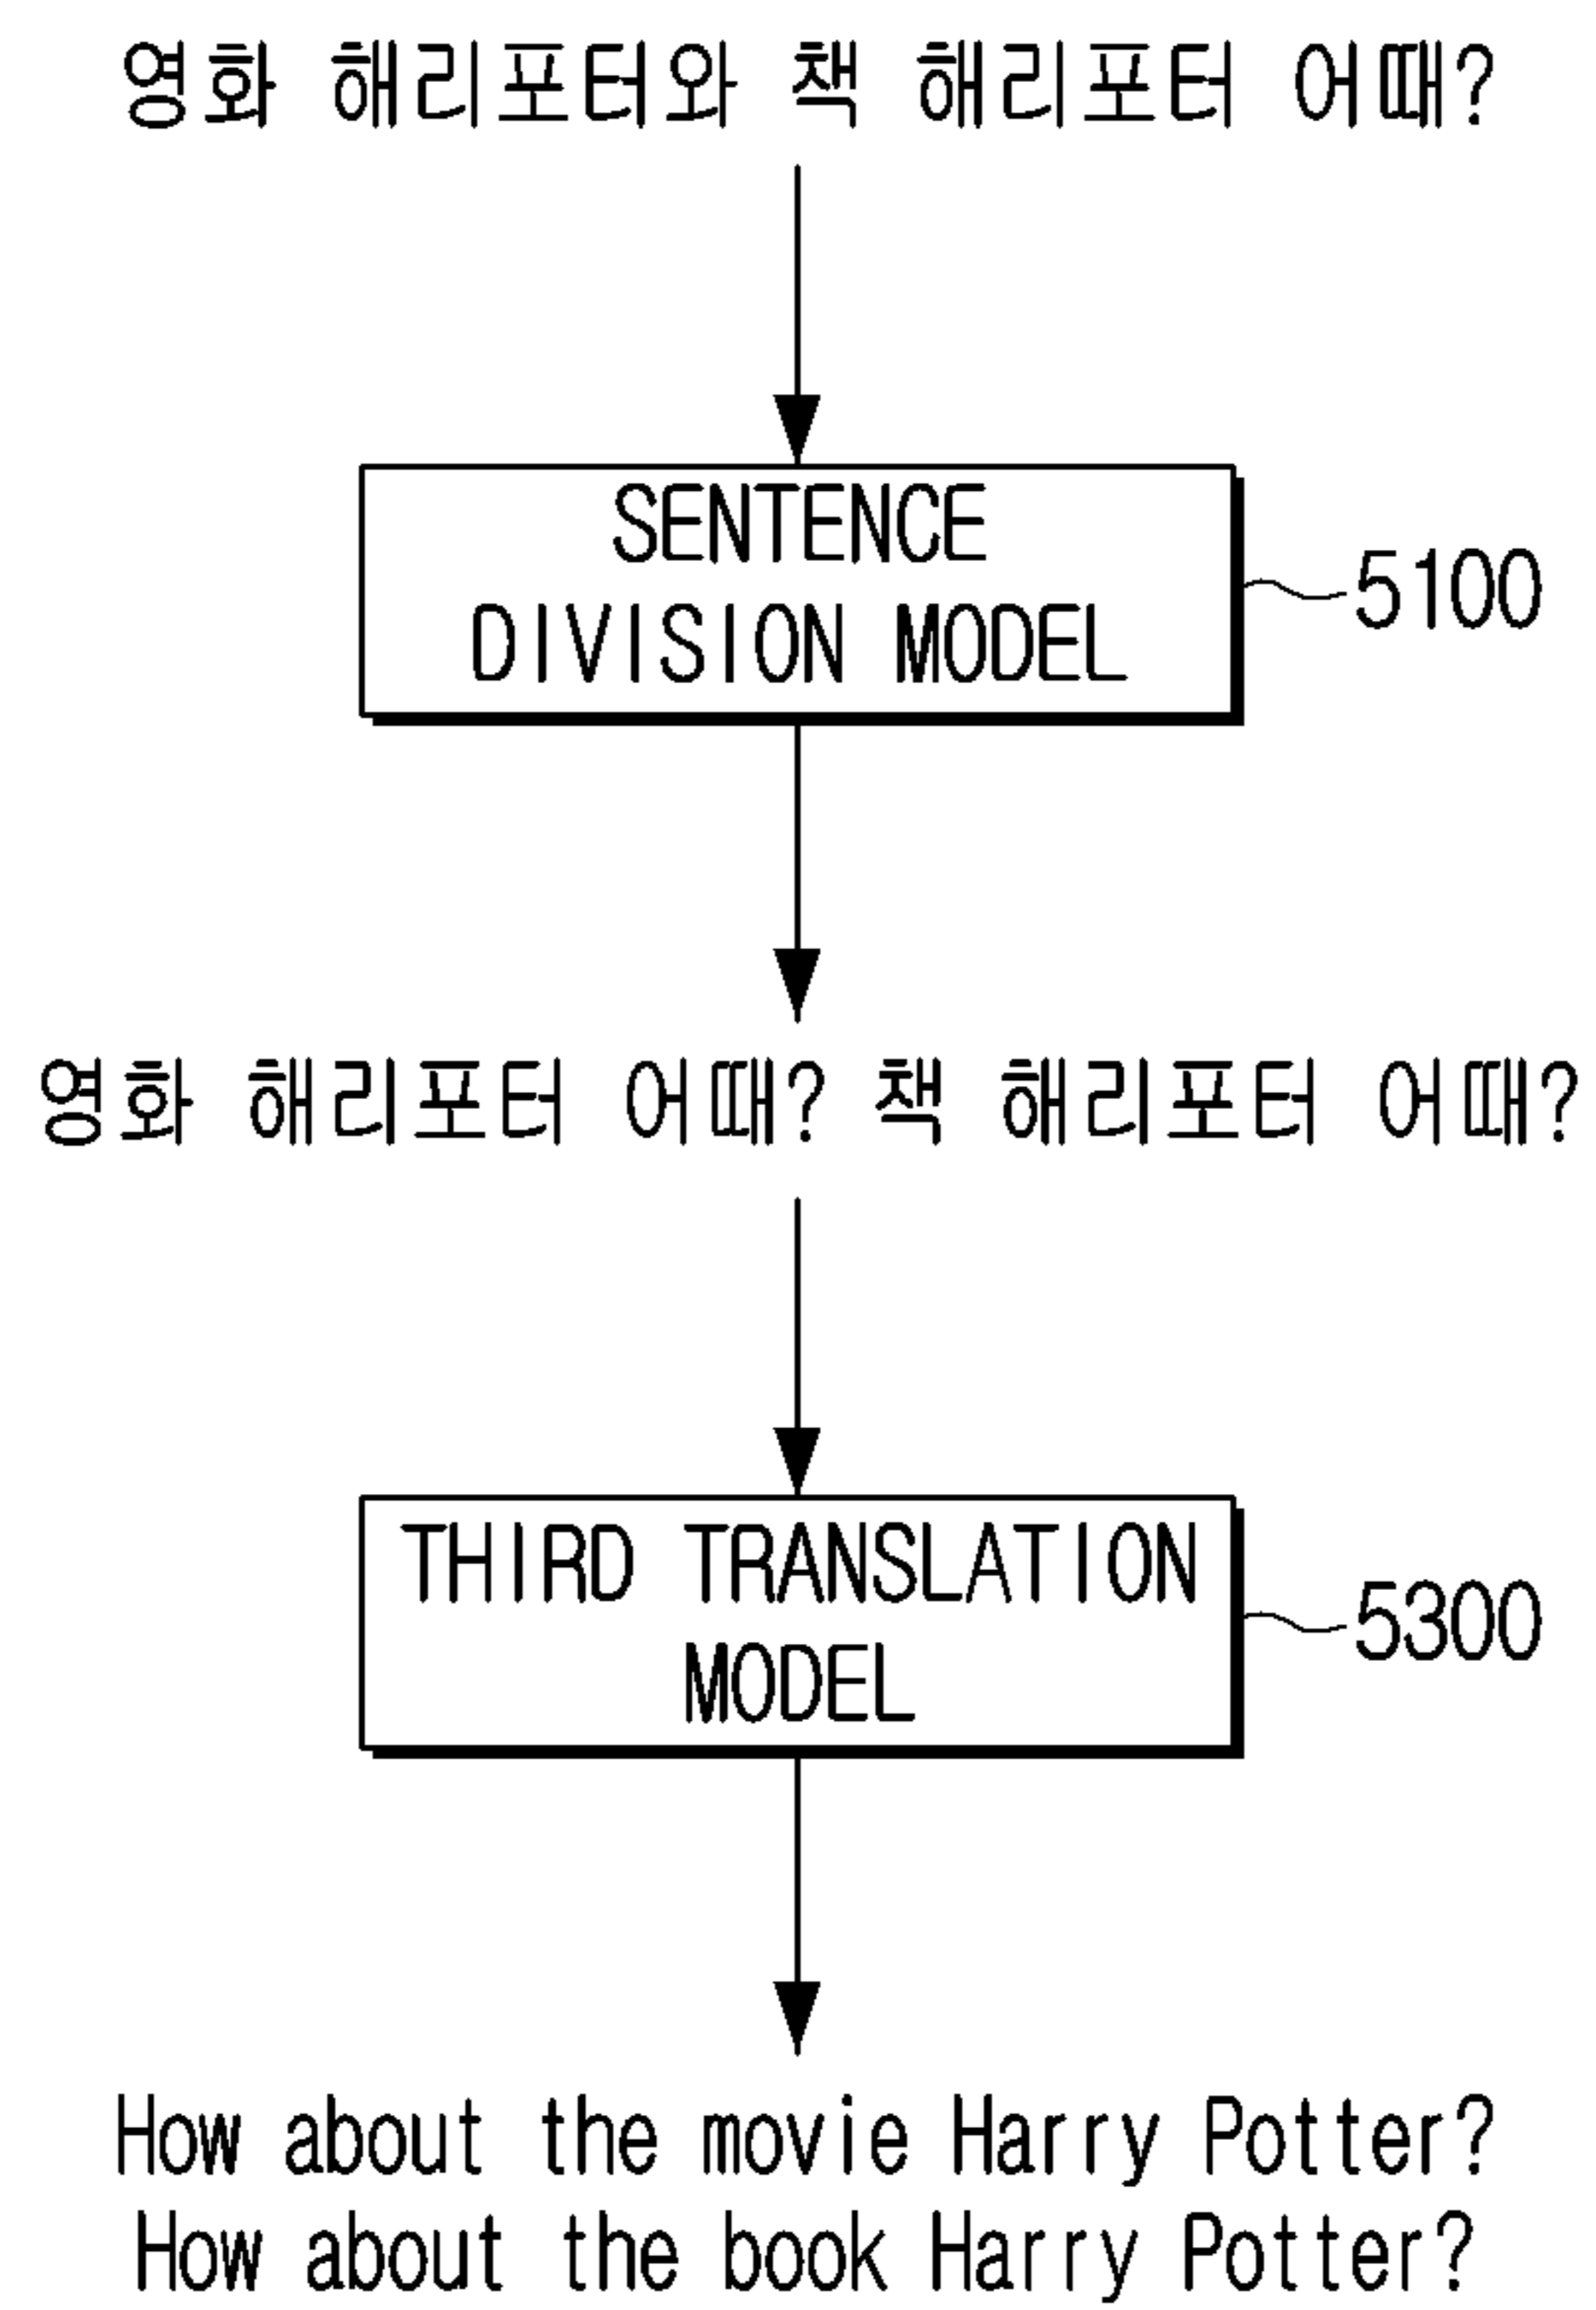 영화 해리포터와 책 해리포터 어때?
SENTENCE
DIVISION MODEL
5100
영화 해리포터 어때? 책 해리포터 어때?
THIRD TRANSLATION
MODEL
5300
How about the movie Harry Potter?
How about the book Harry Potter?